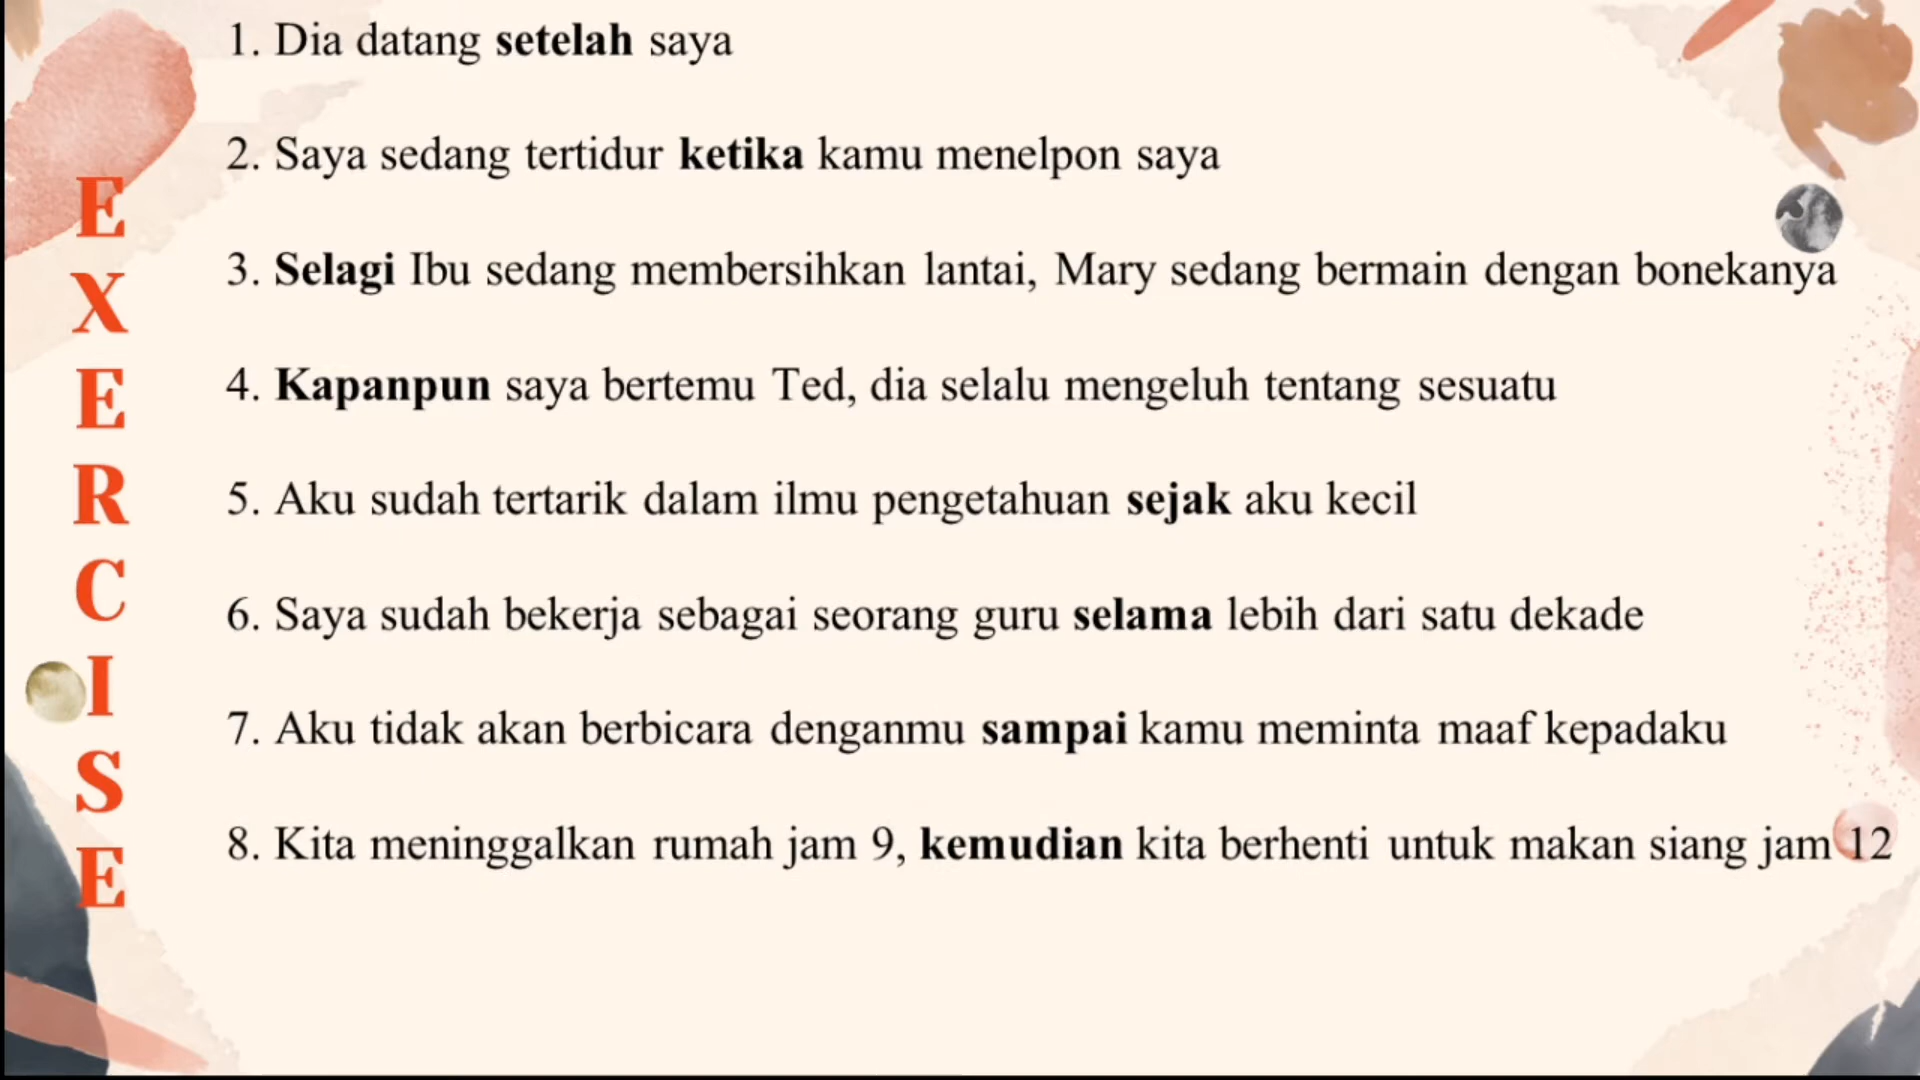 1. Dia datang setelah saya
2. Saya sedang tertidur ketika kamu menelpon saya
3. Selagi Ibu sedang membersihkan lantai, Mary sedang bermain dengan bonekanya
4. Kapanpun saya bertemu Ted, dia selalu mengeluh tentang sesuatu
5. Aku sudah tertarik dalam ilmu pengetahuan sejak aku kecil
6. Saya sudah bekerja sebagai seorang guru selama lebih dari satu dekade
7. Aku tidak akan berbicara denganmu sampai kamu meminta maaf kepadaku
8. Kita meninggalkan rumah jam 9, kemudian kita berhenti untuk makan siang jam 12
E
X
E
R
C
I
S
E